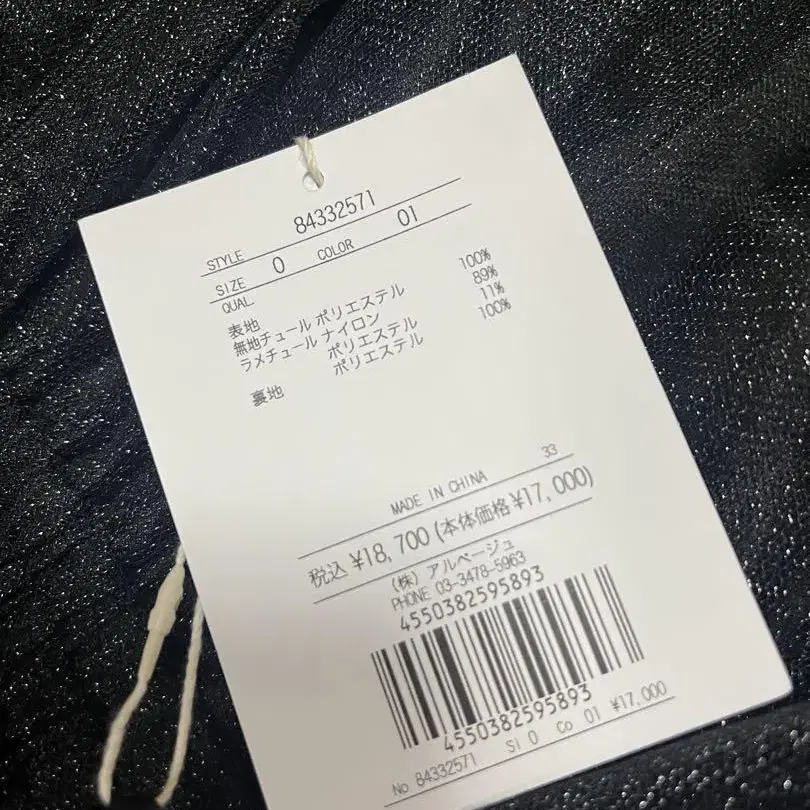 STYLE 84332571
SIZE 0 COLOR 01
QUAL.
表地
無地チュール ポリエステル 100%
ラメチュール ナイロン 89%
ポリエステル 11%
裏地 ポリエステル 100%
33
MADE IN CHINA
税込 ¥18,700 (本体価格 ¥17,000)
(株) アルページュ
PHONE 03-3478-5963
4550382595893
4550382595893
No 84332571 SI 0 Co 01 ¥17,000